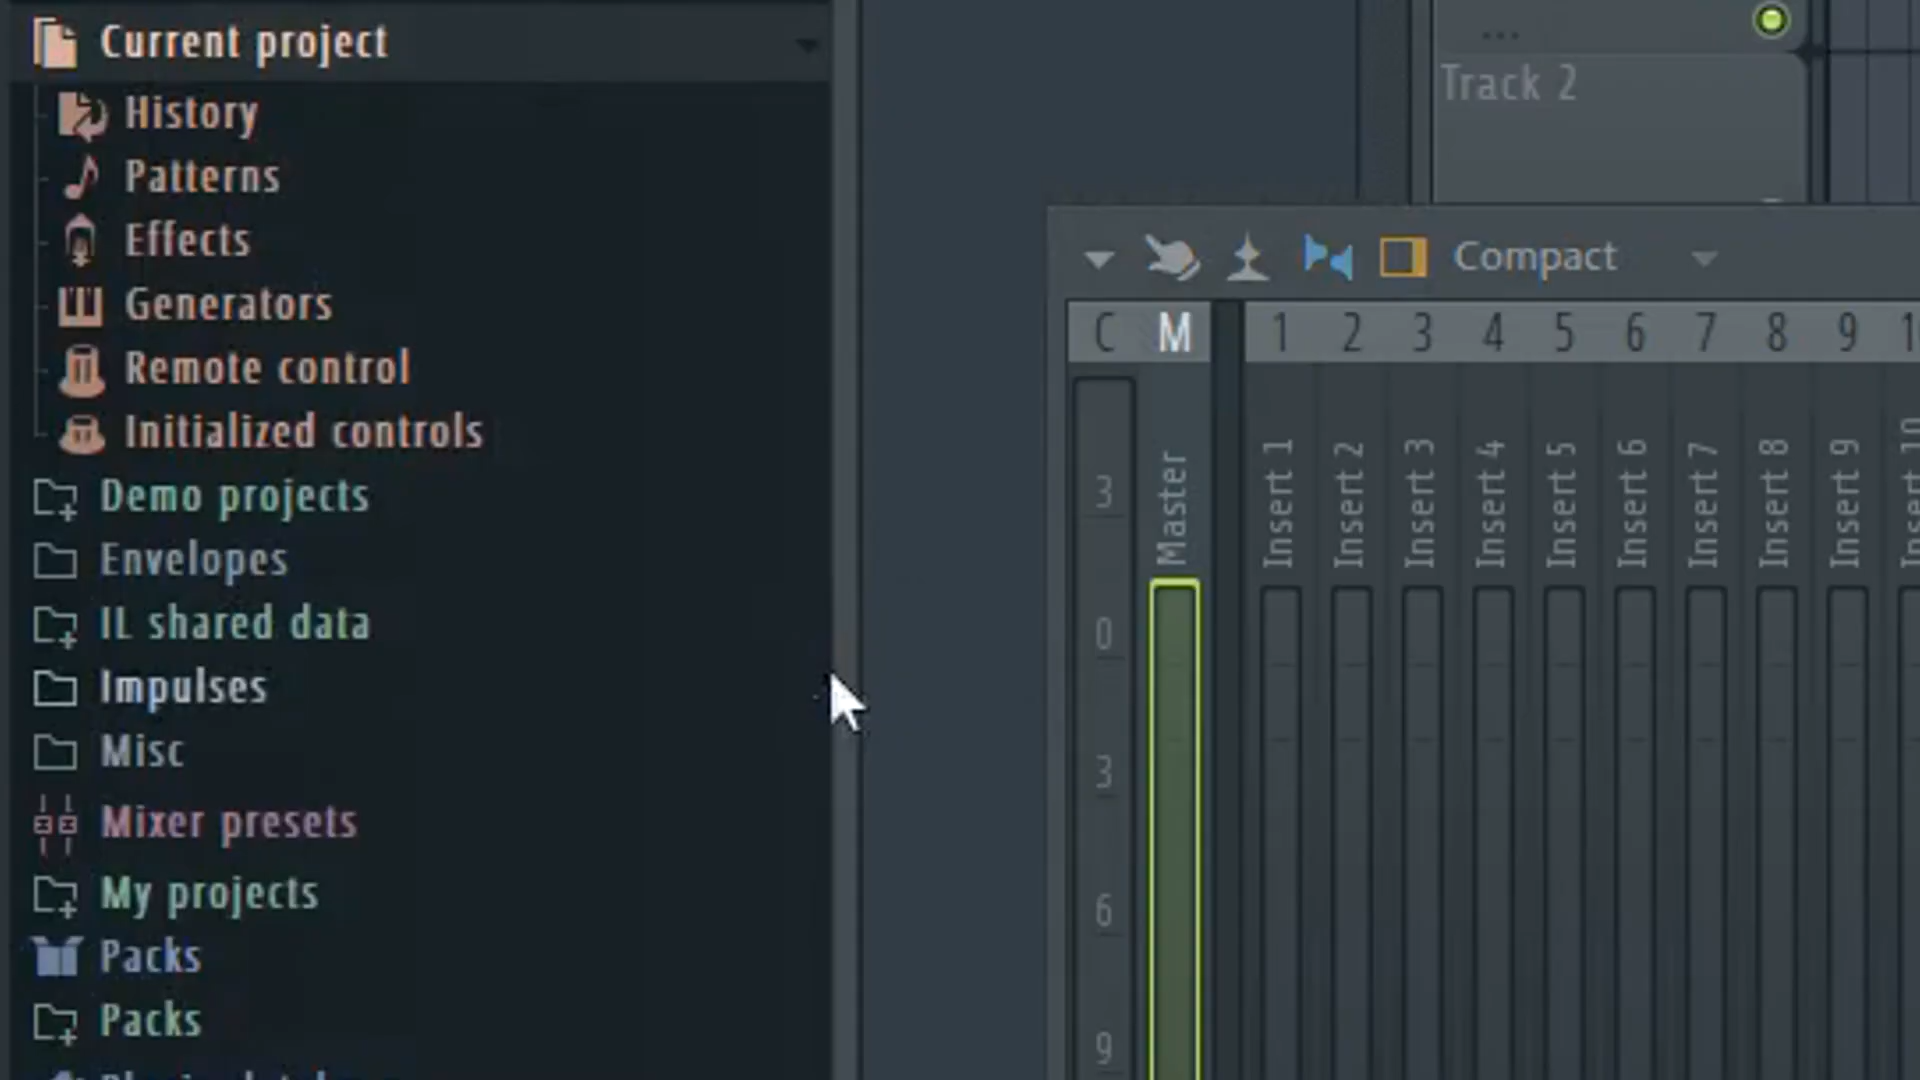 Current project
History
Patterns
Effects
Generators
Remote control
Initialized controls
Demo projects
Envelopes
IL shared data
Impulses
Misc
Mixer presets
My projects
Packs
Packs
...
Track 2
Compact
C M 1 2 3 4 5 6 7 8 9
Master Insert 1 Insert 2 Insert 3 Insert 4 Insert 5 Insert 6 Insert 7 Insert 8 Insert 9 Insert 10
3
0
3
6
9